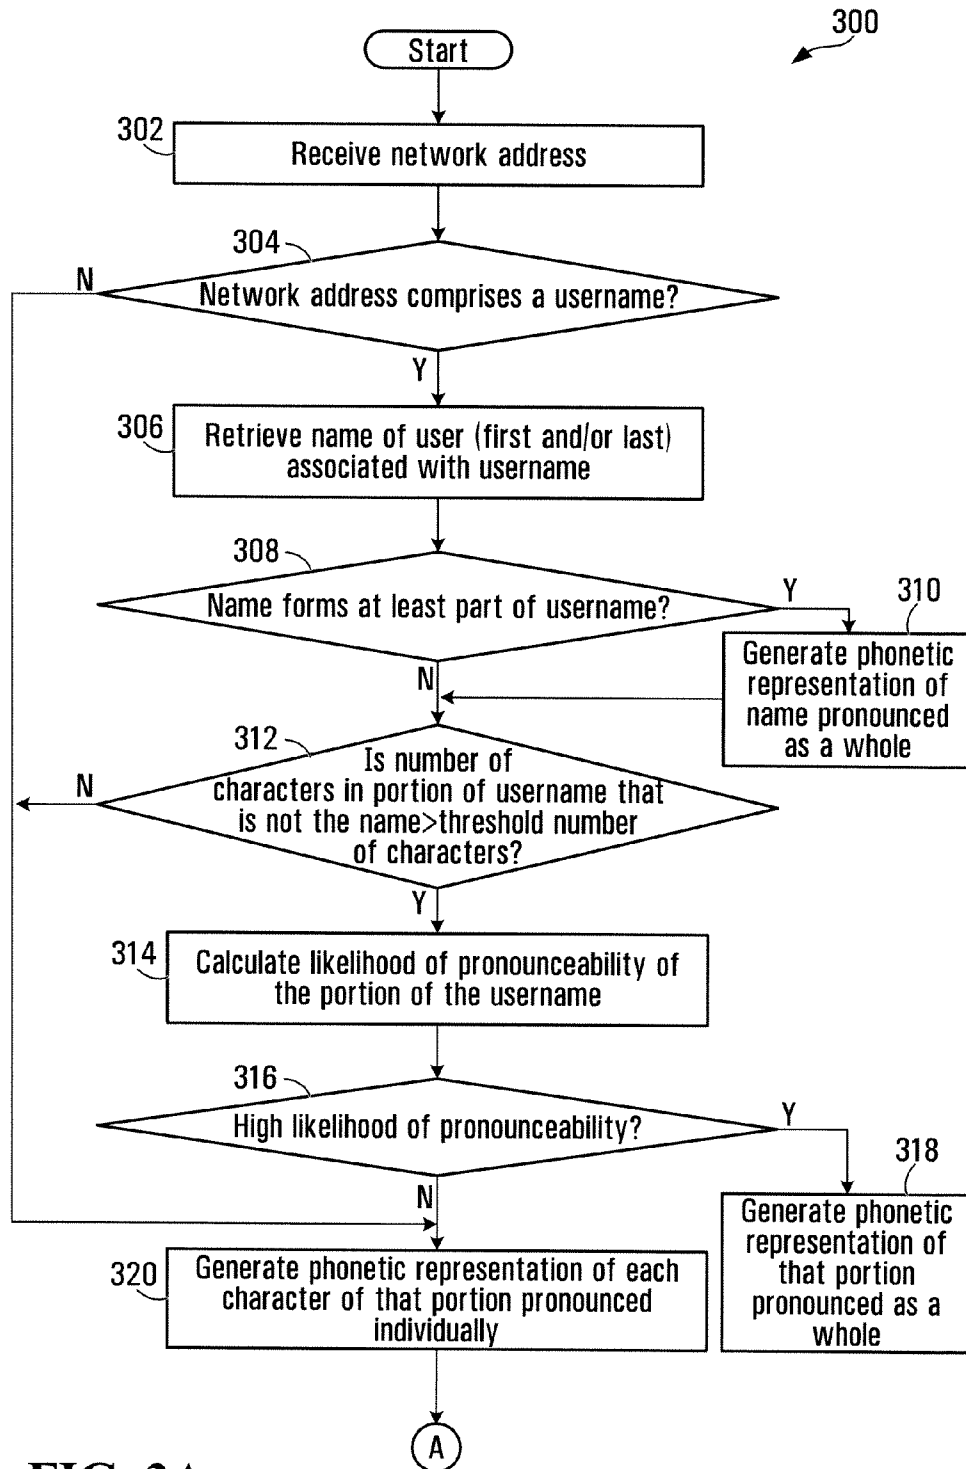 300
Start
302
Receive network address
304
N
Network address comprises a username?
Y
306
Retrieve name of user (first and/or last)
associated with username
308
Name forms at least part of username?
Y
310
Generate phonetic
representation of
name pronounced
as a whole
N
312
Is number of
characters in portion of username that
is not the name>threshold number
of characters?
N
Y
314
Calculate likelihood of pronounceability of
the portion of the username
316
High likelihood of pronounceability?
Y
318
Generate phonetic
representation of
that portion
pronounced as a
whole
N
320
Generate phonetic representation of each
character of that portion pronounced
individually
A